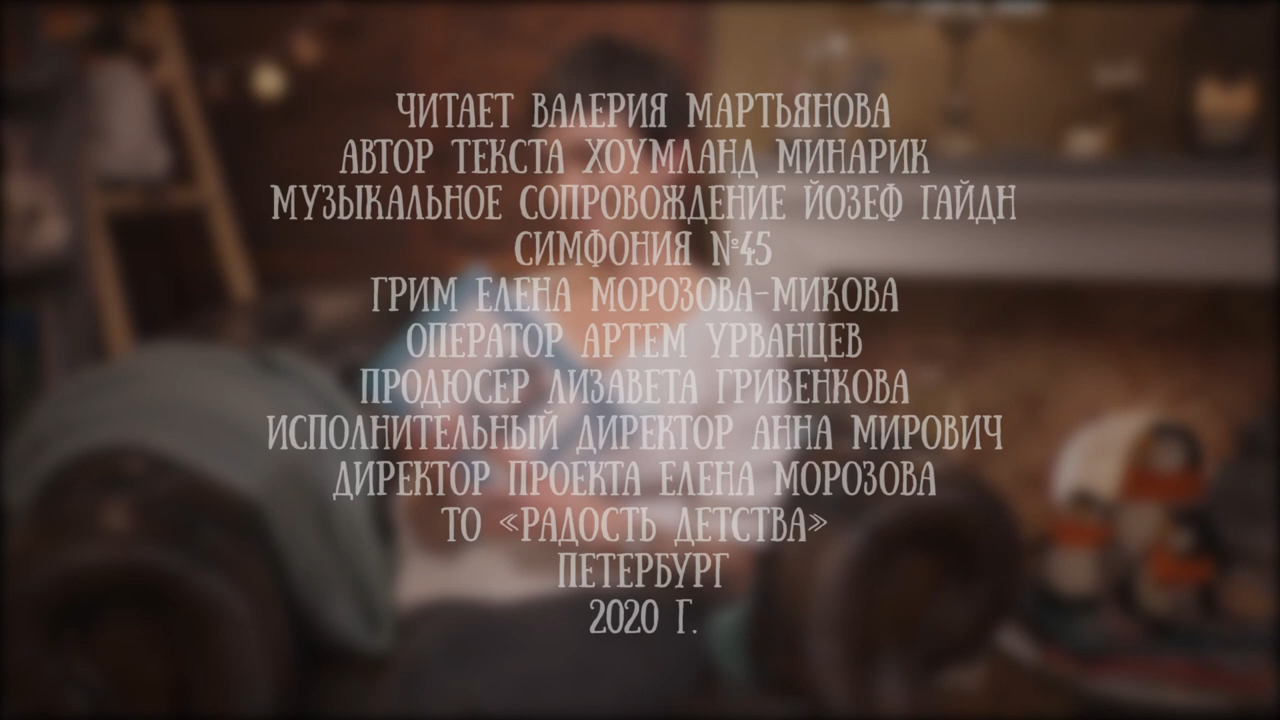 ЧИТАЕТ ВАЛЕРИЯ МАРТЬЯНОВА
АВТОР ТЕКСТА ХОУМЛАНД МИНАРИК
МУЗЫКАЛЬНОЕ СОПРОВОЖДЕНИЕ ЙОЗЕФ ГАЙДН
СИМФОНИЯ №45
ГРИМ ЕЛЕНА МОРОЗОВА-МИКОВА
ОПЕРАТОР АРТЕМ УРВАНЦЕВ
ПРОДЮСЕР ЛИЗАВЕТА ГРИВЕНКОВА
ИСПОЛНИТЕЛЬНЫЙ ДИРЕКТОР АННА МИРОВИЧ
ДИРЕКТОР ПРОЕКТА ЕЛЕНА МОРОЗОВА
ТО «РАДОСТЬ ДЕТСТВА»
ПЕТЕРБУРГ
2020 Г.